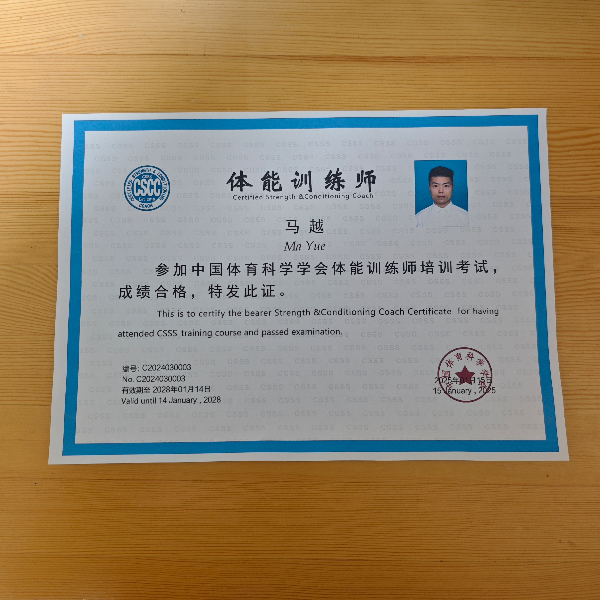 CSCC
体能训练师
Certified Strength &Conditioning Coach
马越
Ma Yue
参加中国体育科学学会体能训练师培训考试，
成绩合格，特发此证。
This is to certify the bearer Strength &Conditioning Coach Certificate for having
attended CSSS training course and passed examination.
编号: C2024030003
No. C2024030003
有效期至 2028年01月14日
Valid until 14 January , 2028
15 January , 2025